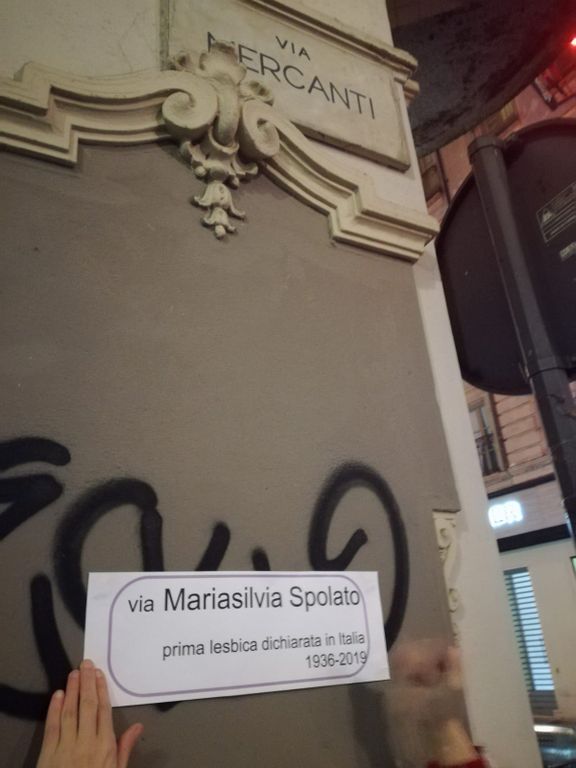 VIA
MERCANTI
via Mariasilvia Spolato
prima lesbica dichiarata in Italia
1936-2019